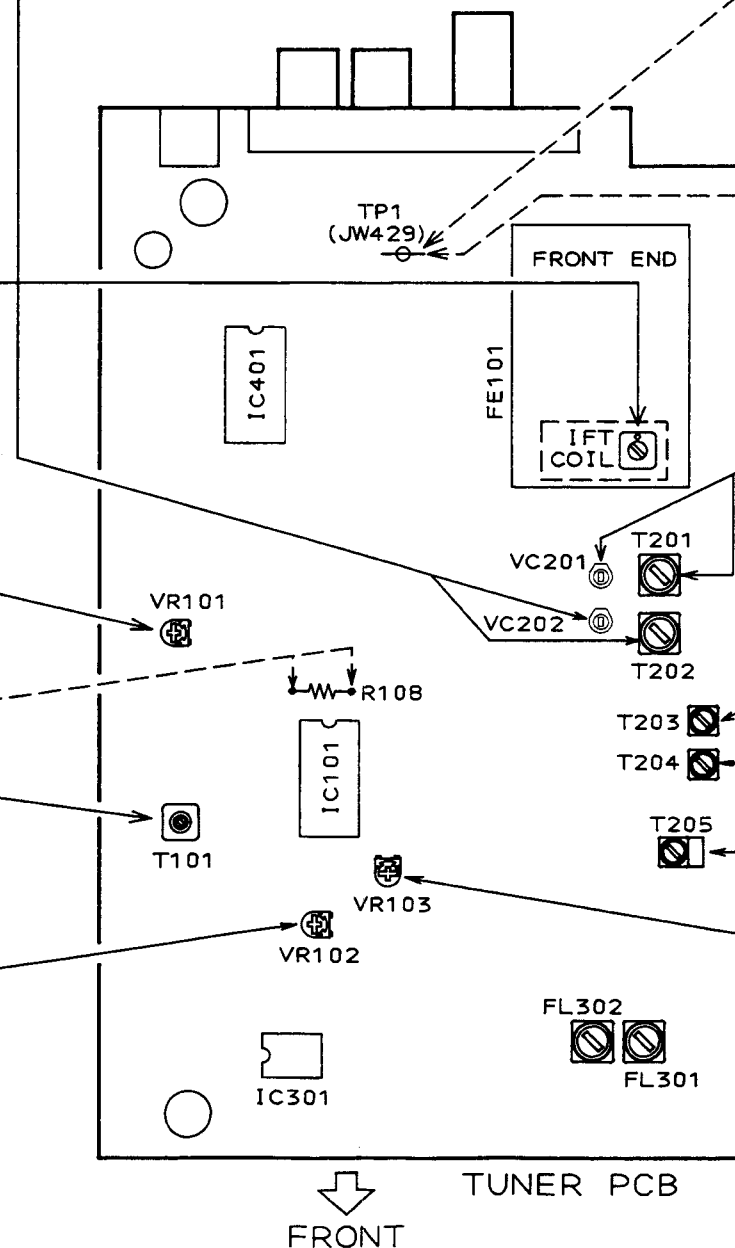 TP1
(JW429)
FRONT END
IC401
FE101
IFT
COIL
T201
VC201
VR101
VC202
T202
R108
T203
IC101
T204
T205
T101
VR103
VR102
FL302
IC301
FL301
TUNER PCB
FRONT